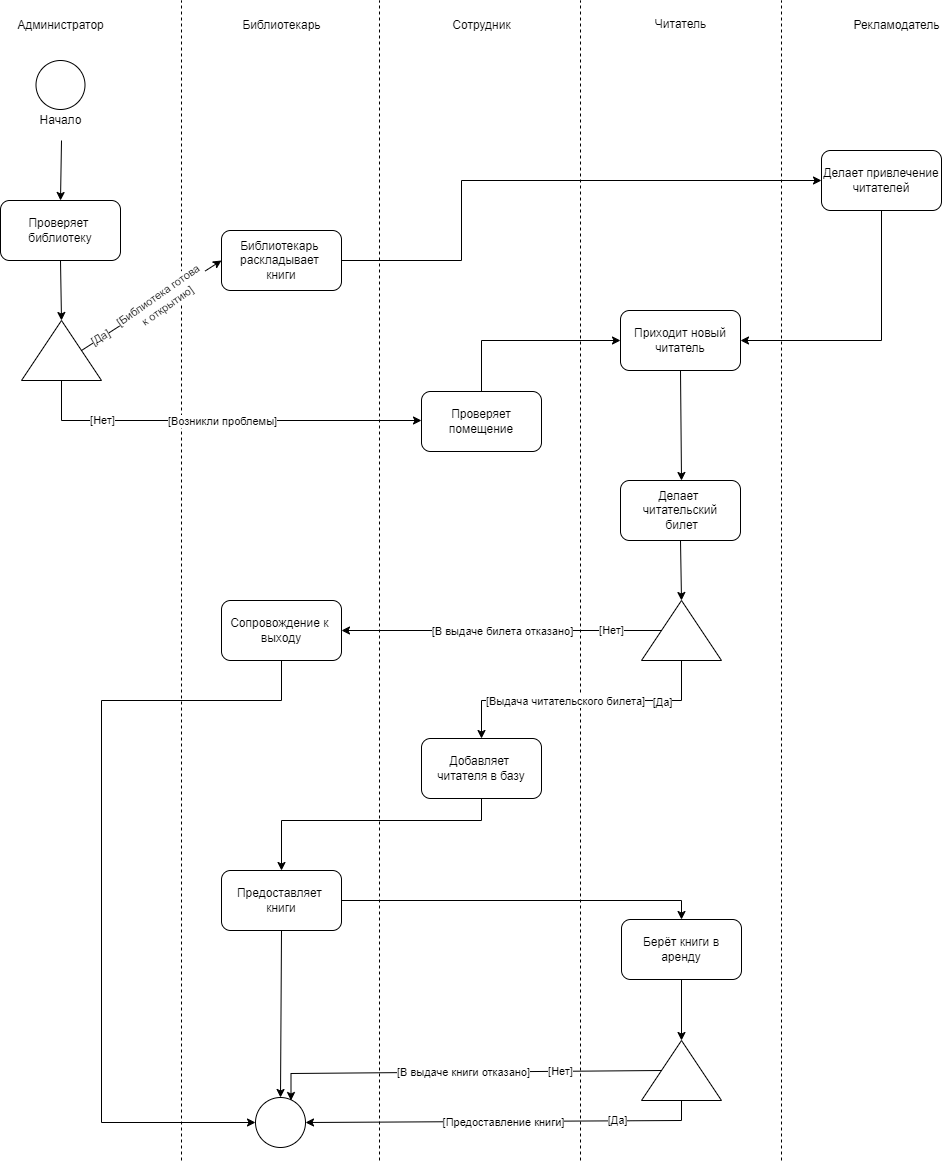 Администратор
Библиотекарь
Сотрудник
Читатель
Рекламодатель
Начало
Делает привлечение
читателей
Проверяет
библиотеку
Библиотекарь
раскладывает
книги
[Да]
[Библиотека готова
к открытию]
Приходит новый
читатель
[Нет]
[Возникли проблемы]
Проверяет
помещение
Делает
читательский
билет
Сопровождение к
выходу
[В выдаче билета отказано]
[Нет]
[Выдача читательского билета]
[Да]
Добавляет
читателя в базу
Предоставляет
книги
Берёт книги в
аренду
[В выдаче книги отказано]
[Нет]
[Предоставление книги]
[Да]